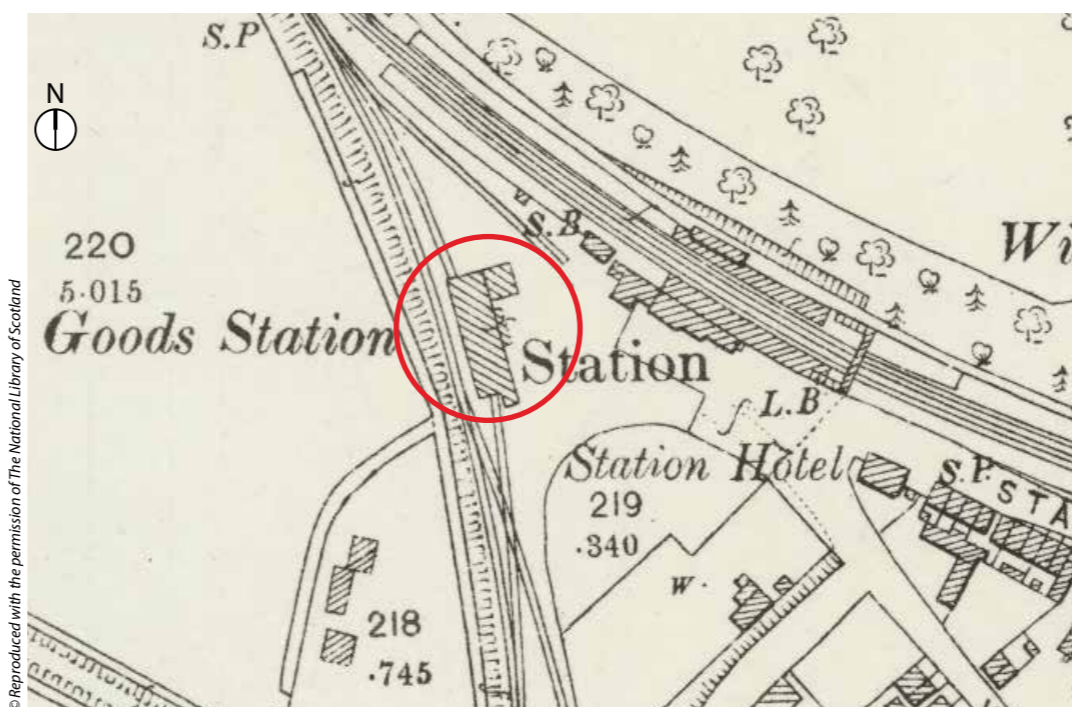 S.P
N
220
5·015
Goods Station
S.B
Station
L.B
Wi
Station Hotel
S.P.
STA
219
·340
W.
218
·745
© Reproduced with the permission of The National Library of Scotland